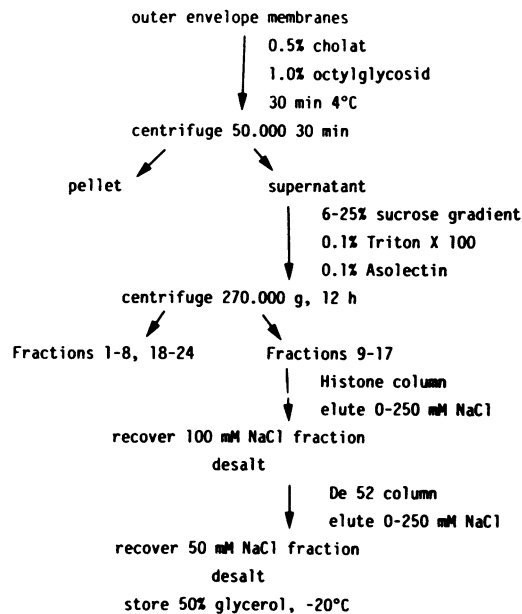 outer envelope membranes
0.5% cholat
1.0% octylglycosid
30 min 4°C
centrifuge 50.000 30 min
pellet
supernatant
6-25% sucrose gradient
0.1% Triton X 100
0.1% Asolectin
centrifuge 270.000 g, 12 h
Fractions 1-8, 18-24
Fractions 9-17
Histone column
elute 0-250 mM NaCl
recover 100 mM NaCl fraction
desalt
De 52 column
elute 0-250 mM NaCl
recover 50 mM NaCl fraction
desalt
store 50% glycerol, -20°C